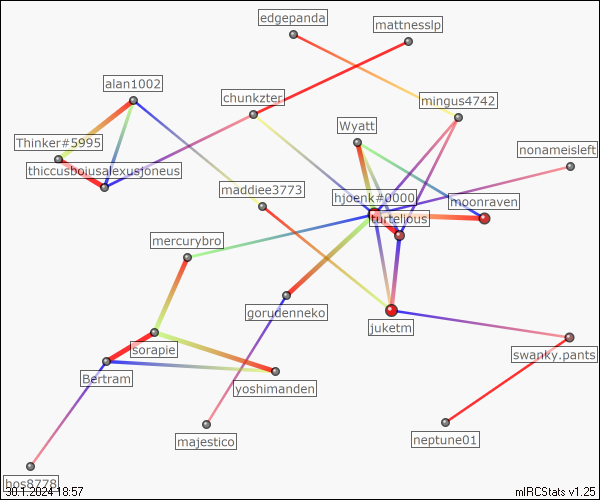 edgepanda
mattnesslp
alan1002
chunkzter
mingus4742
Wyatt
Thinker#5995
nonameisleft
thiccusboiusalexusjoneus
maddiee3773
hjoenk#0000
moonraven
turtellous
mercurybro
gorudenneko
juketm
sorapie
swanky.pants
Bertram
yoshimanden
majestico
neptune01
bos8778
30.1.2024 18:57
mIRCStats v1.25